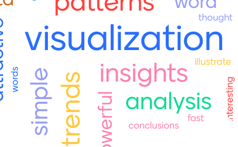 patterns
word
thought
visualization
attractive
words
simple
trends
powerful
insights
illustrate
analysis
interesting
fast
conclusions